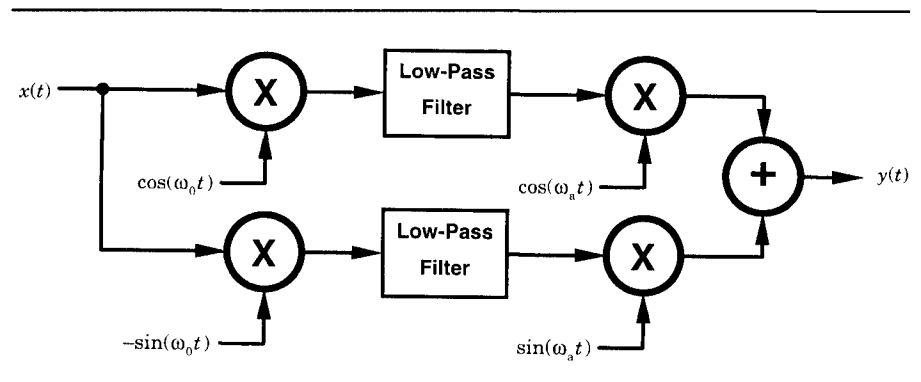 x(t)
X
Low-Pass
Filter
X
cos(ω₀t)
cos(ωₐt)
+
y(t)
X
Low-Pass
Filter
X
–sin(ω₀t)
sin(ωₐt)